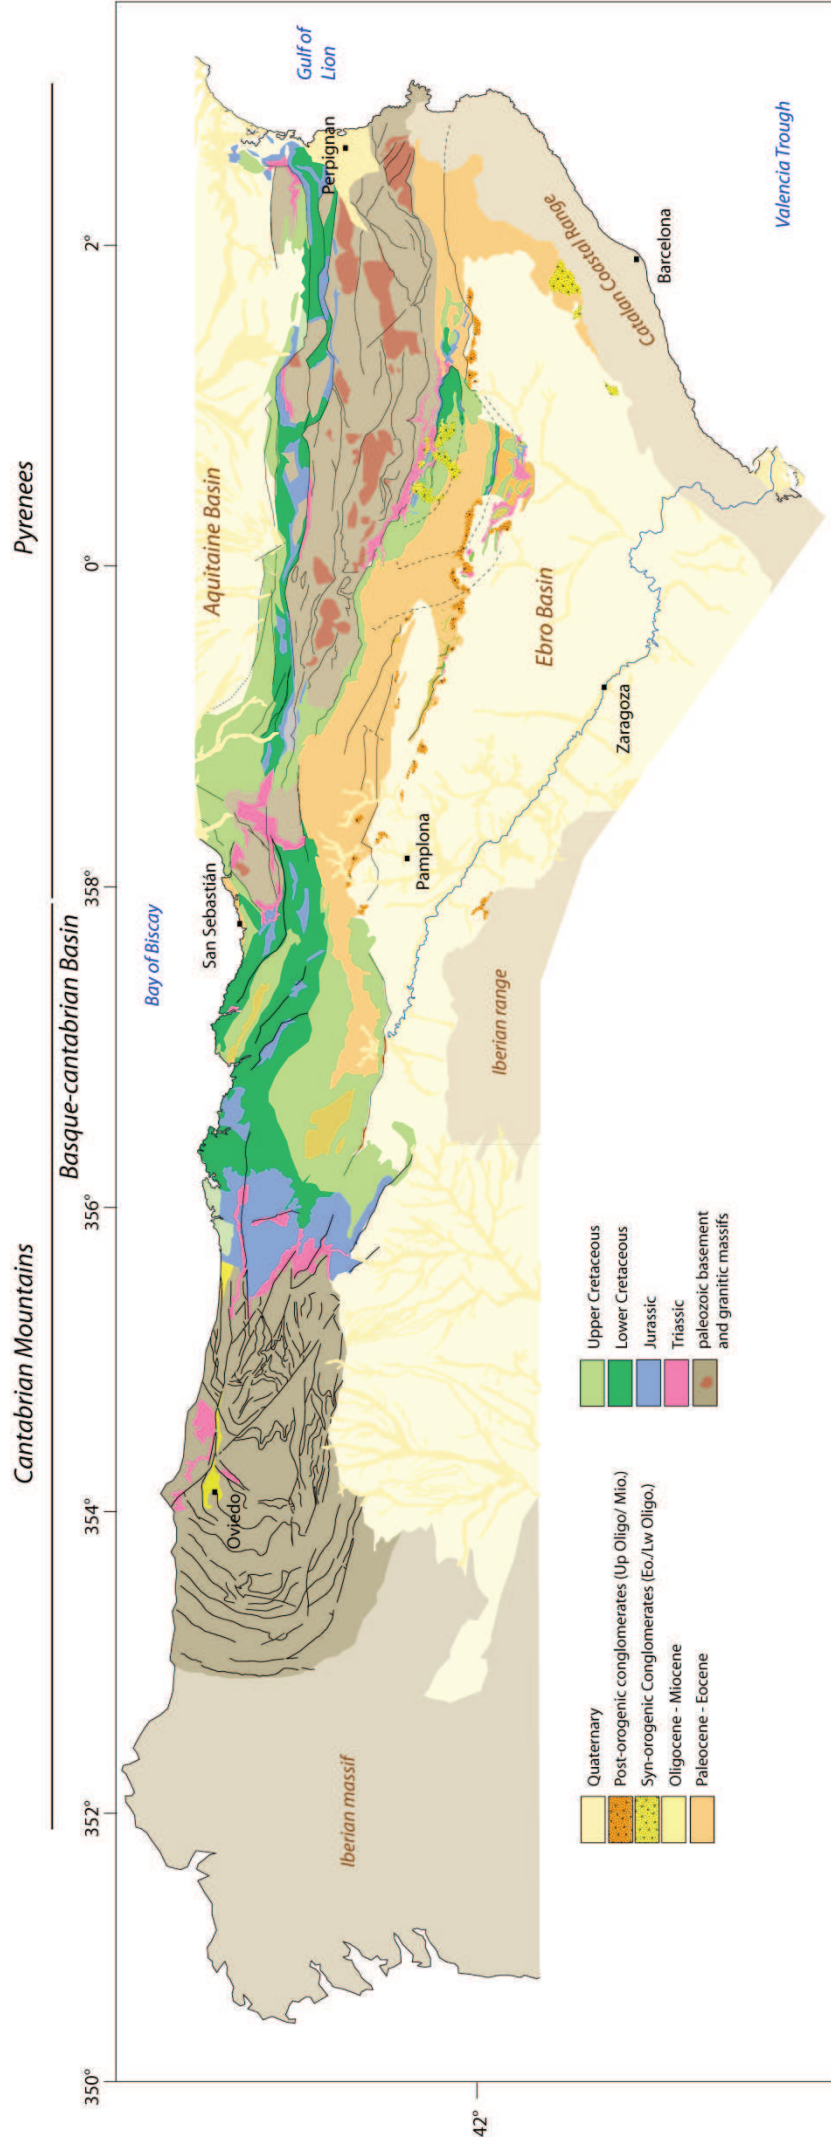 Cantabrian Mountains
Basque-cantabrian Basin
Pyrenees
350°
352°
354°
356°
358°
0°
2°
42°
Bay of Biscay
Gulf of
Lion
San Sebastián
Aquitaine Basin
Perpignan
Oviedo
Iberian massif
Pamplona
Ebro Basin
Iberian range
Zaragoza
Catalan Coastal Range
Barcelona
Valencia Trough
Quaternary
Post-orogenic conglomerates (Up Oligo/ Mio.)
Syn-orogenic Conglomerates (Eo./Lw Oligo.)
Oligocene - Miocene
Paleocene - Eocene
Upper Cretaceous
Lower Cretaceous
Jurassic
Triassic
paleozoic basement
and granitic massifs